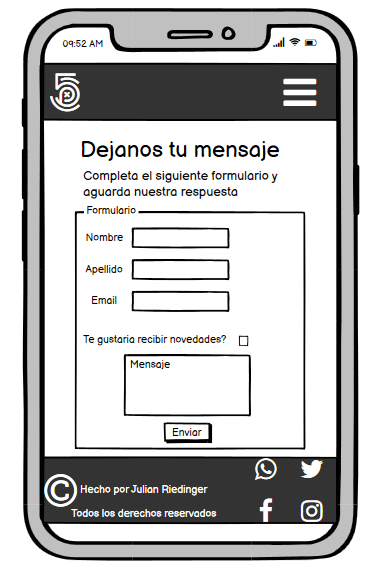 09:52 AM
Dejanos tu mensaje
Completa el siguiente formulario y
aguarda nuestra respuesta
Formulario
Nombre
Apellido
Email
Te gustaria recibir novedades?
Mensaje
Enviar
© Hecho por Julian Riedinger
Todos los derechos reservados